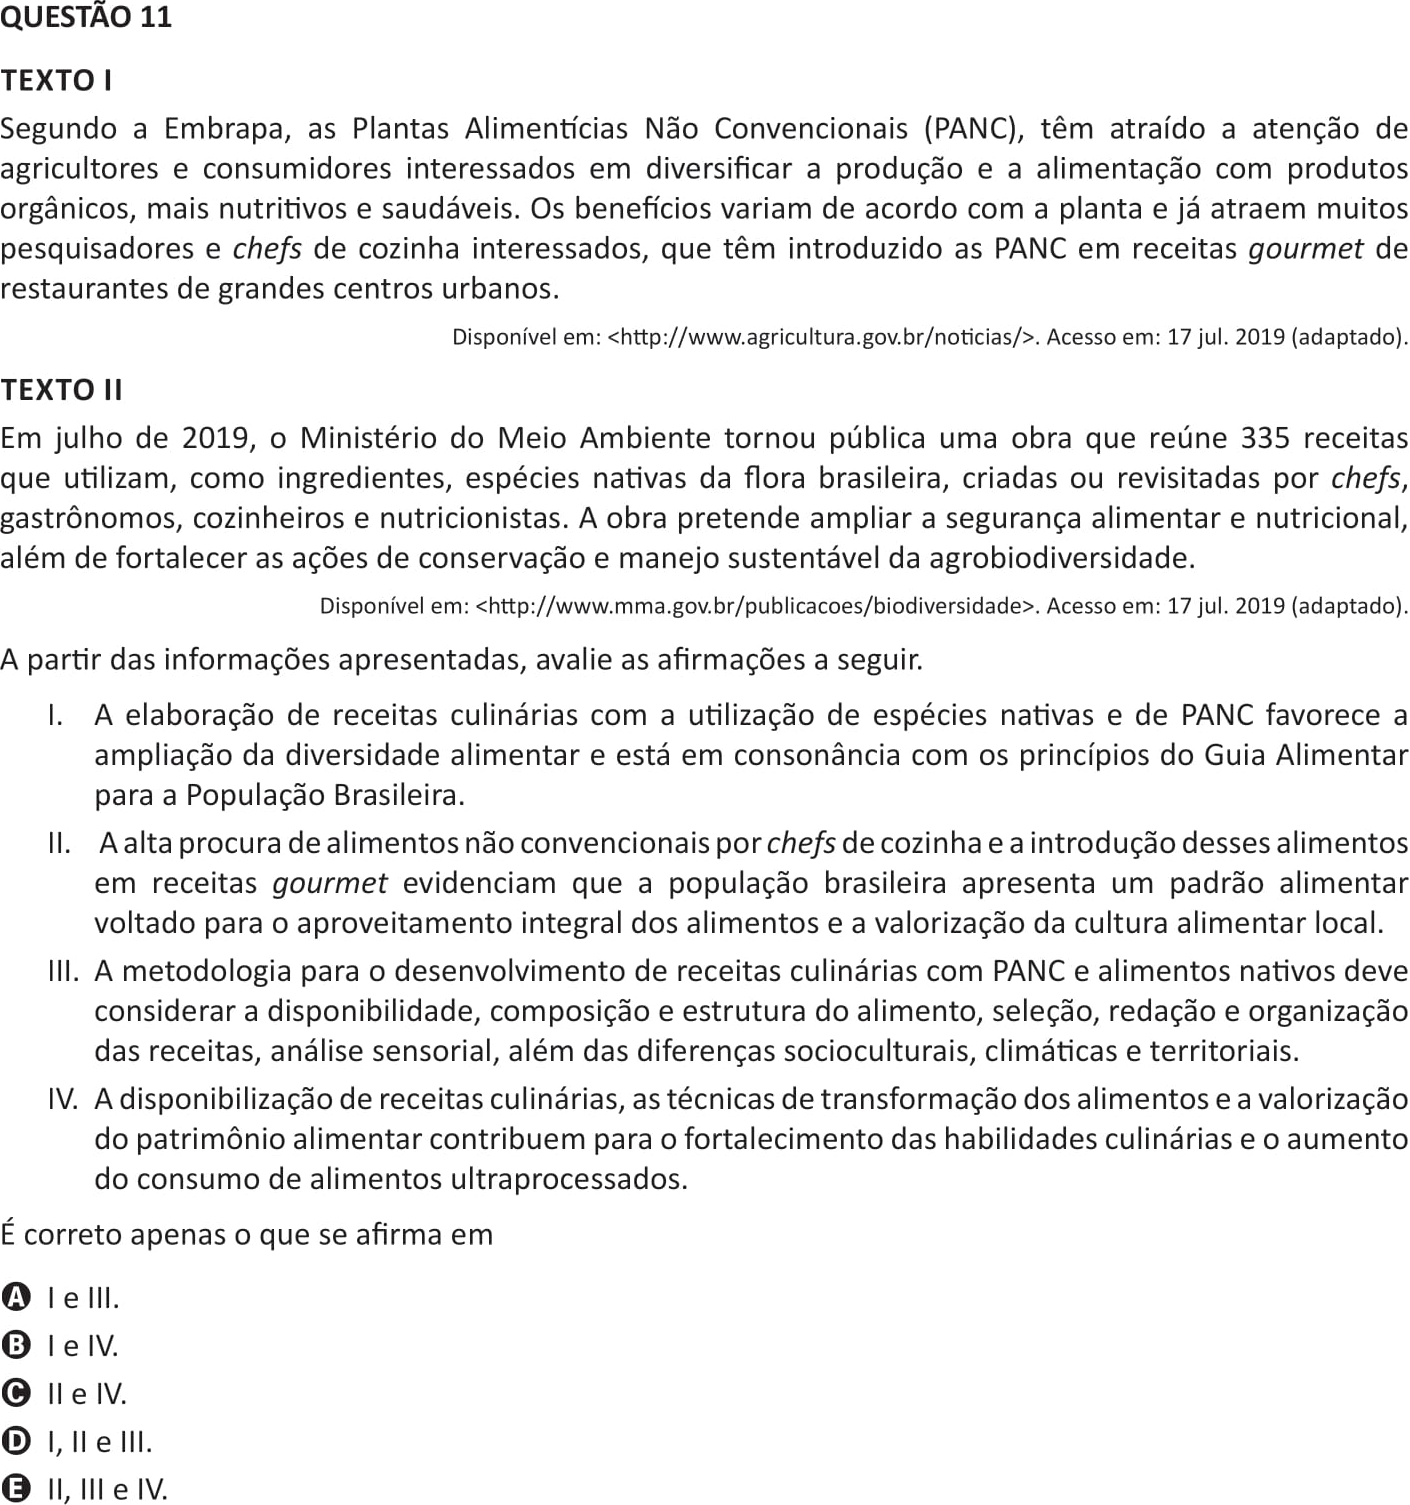 QUESTÃO 11
TEXTO I
Segundo a Embrapa, as Plantas Alimentícias Não Convencionais (PANC), têm atraído a atenção de
agricultores e consumidores interessados em diversificar a produção e a alimentação com produtos
orgânicos, mais nutritivos e saudáveis. Os benefícios variam de acordo com a planta e já atraem muitos
pesquisadores e chefs de cozinha interessados, que têm introduzido as PANC em receitas gourmet de
restaurantes de grandes centros urbanos.
Disponível em: <http://www.agricultura.gov.br/noticias/>. Acesso em: 17 jul. 2019 (adaptado).
TEXTO II
Em julho de 2019, o Ministério do Meio Ambiente tornou pública uma obra que reúne 335 receitas
que utilizam, como ingredientes, espécies nativas da flora brasileira, criadas ou revisitadas por chefs,
gastrônomos, cozinheiros e nutricionistas. A obra pretende ampliar a segurança alimentar e nutricional,
além de fortalecer as ações de conservação e manejo sustentável da agrobiodiversidade.
Disponível em: <http://www.mma.gov.br/publicacoes/biodiversidade>. Acesso em: 17 jul. 2019 (adaptado).
A partir das informações apresentadas, avalie as afirmações a seguir.
I. A elaboração de receitas culinárias com a utilização de espécies nativas e de PANC favorece a
ampliação da diversidade alimentar e está em consonância com os princípios do Guia Alimentar
para a População Brasileira.
II. A alta procura de alimentos não convencionais por chefs de cozinha e a introdução desses alimentos
em receitas gourmet evidenciam que a população brasileira apresenta um padrão alimentar
voltado para o aproveitamento integral dos alimentos e a valorização da cultura alimentar local.
III. A metodologia para o desenvolvimento de receitas culinárias com PANC e alimentos nativos deve
considerar a disponibilidade, composição e estrutura do alimento, seleção, redação e organização
das receitas, análise sensorial, além das diferenças socioculturais, climáticas e territoriais.
IV. A disponibilização de receitas culinárias, as técnicas de transformação dos alimentos e a valorização
do patrimônio alimentar contribuem para o fortalecimento das habilidades culinárias e o aumento
do consumo de alimentos ultraprocessados.
É correto apenas o que se afirma em
A I e III.
B I e IV.
C II e IV.
D I, II e III.
E II, III e IV.